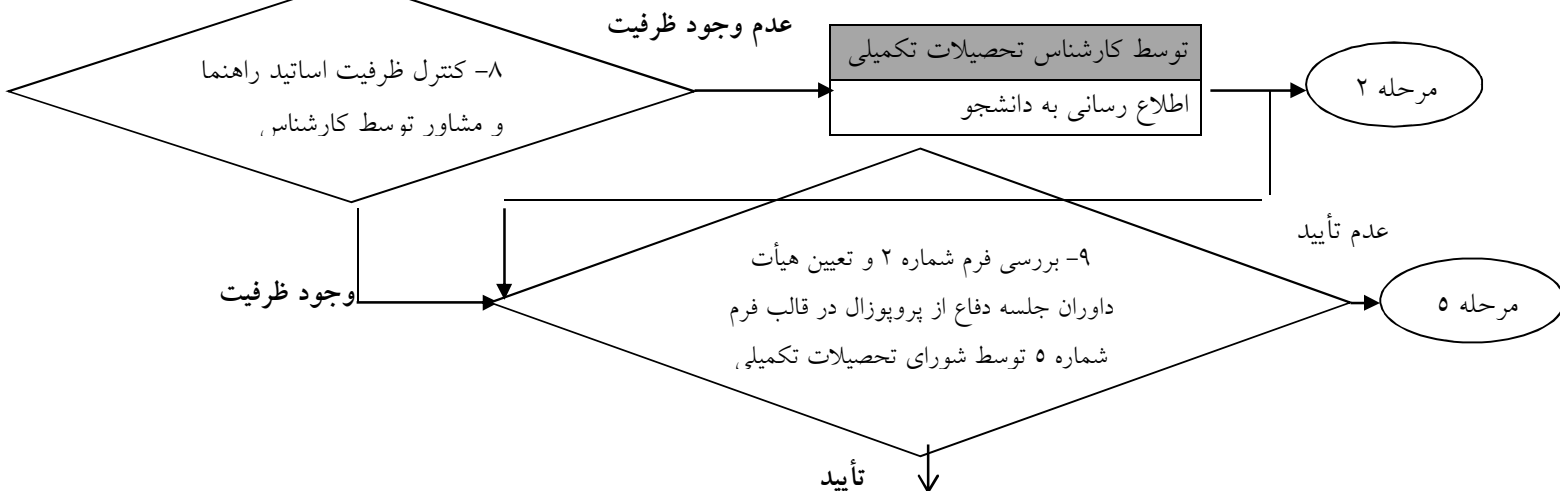 عدم وجود ظرفیت
۸- کنترل ظرفیت اساتید راهنما
و مشاور توسط کارشناس
توسط کارشناس تحصیلات تکمیلی
اطلاع رسانی به دانشجو
مرحله ۲
وجود ظرفیت
۹- بررسی فرم شماره ۲ و تعیین هیأت
داوران جلسه دفاع از پروپوزال در قالب فرم
شماره ۵ توسط شورای تحصیلات تکمیلی
عدم تأیید
مرحله ۵
تأیید